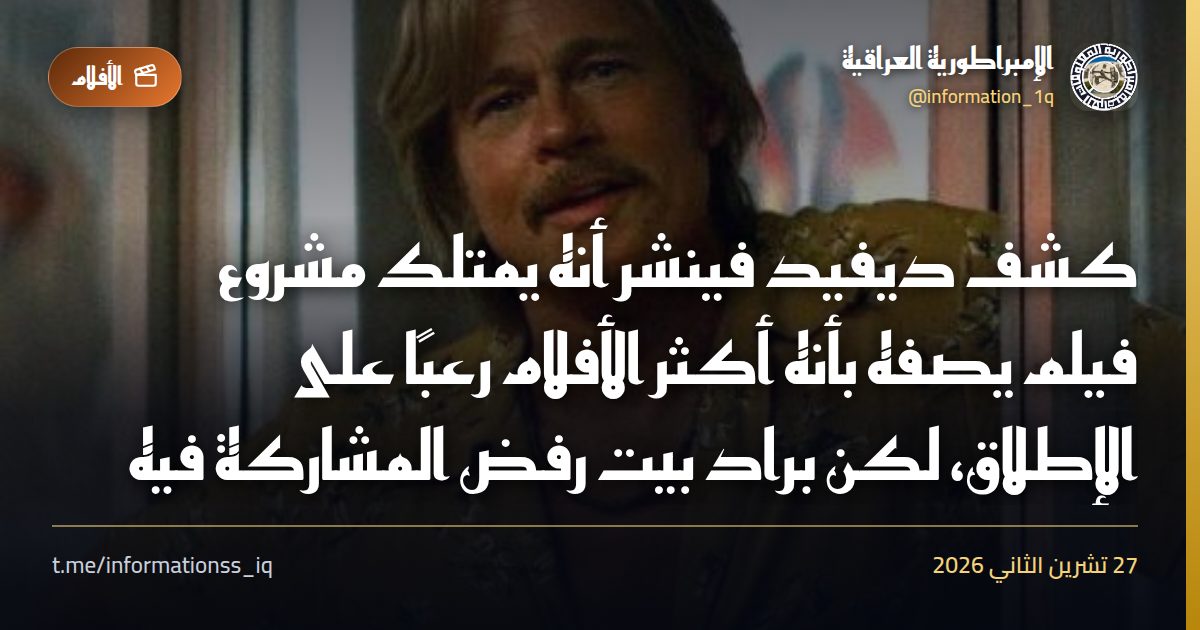 الإمبراطورية العراقية
@information_1q
الأفلام
كشف ديفيد فينشر أنه يمتلك مشروع
فيلم يصفه بأنه أكثر الأفلام رعبًا على
الإطلاق، لكن براد بيت رفض المشاركة فيه
27 تشرين الثاني 2026
t.me/informationss_iq